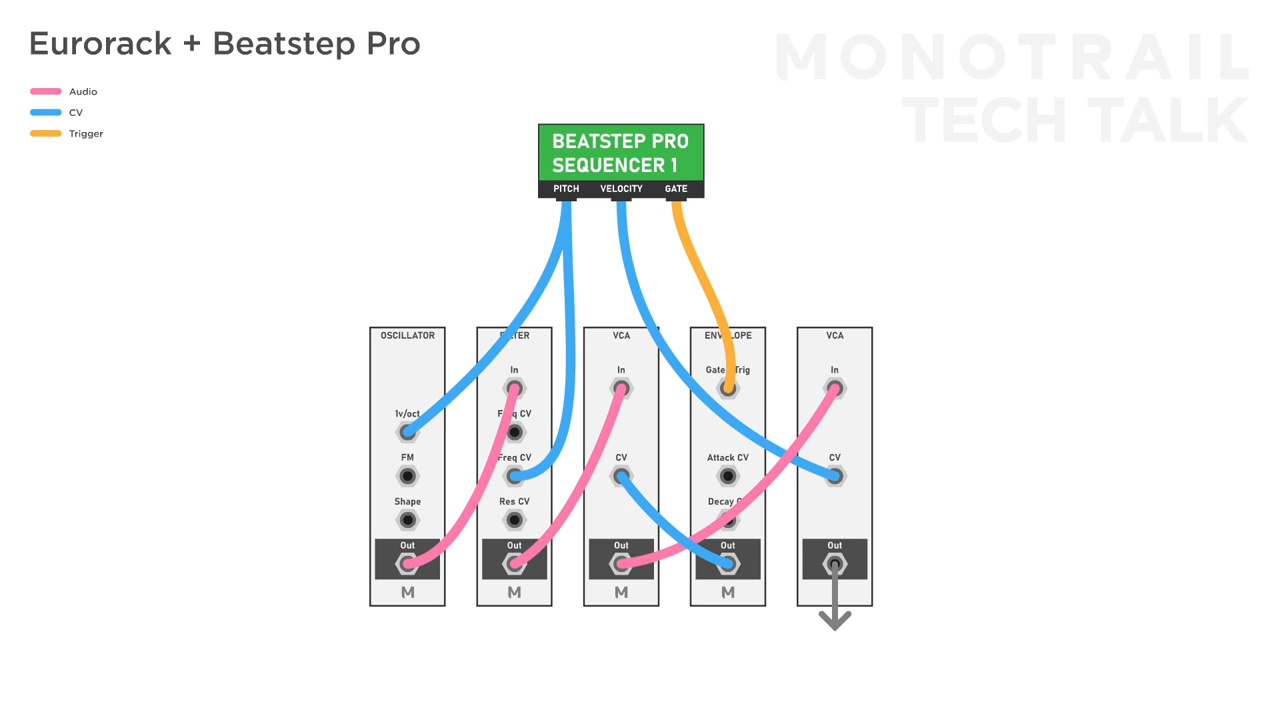 Eurorack + Beatstep Pro
MONOTRAIL
TECH TALK
Audio
CV
Trigger
BEATSTEP PRO
SEQUENCER 1
PITCH VELOCITY GATE
OSCILLATOR
1v/oct
FM
Shape
Out
M
In
Freq CV
Res CV
Out
M
VCA
In
CV
Out
M
Attack CV
Out
M
VCA
In
CV
Out